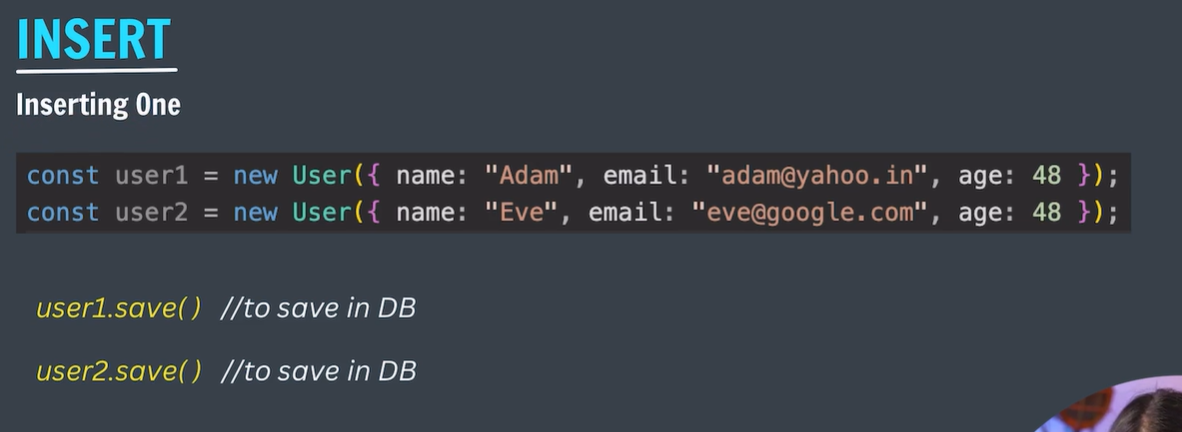 INSERT
Inserting One
const user1 = new User({ name: "Adam", email: "adam@yahoo.in", age: 48 });
const user2 = new User({ name: "Eve", email: "eve@google.com", age: 48 });
user1.save( ) //to save in DB
user2.save( ) //to save in DB